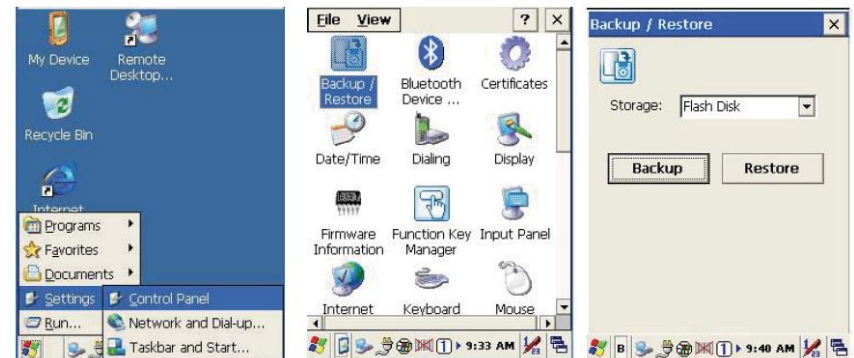 My Device
Remote
Desktop...
Recycle Bin
Internet
Programs
Favorites
Documents
Settings
Control Panel
Run...
Network and Dial-up...
Taskbar and Start...
File View ? ×
Backup /
Restore
Bluetooth
Device ...
Certificates
Date/Time
Dialing
Display
Firmware
Information
Function Key
Manager
Input Panel
Internet
Keyboard
Mouse
1 9:33 AM
Backup / Restore ×
Storage: Flash Disk
Backup Restore
B 1 9:40 AM